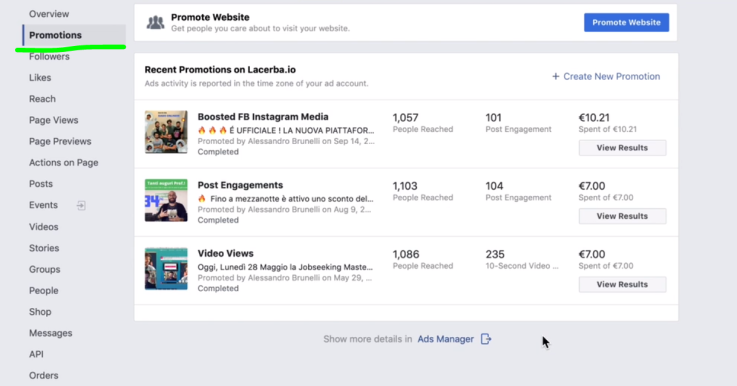 Overview
Promotions
Followers
Likes
Reach
Page Views
Page Previews
Actions on Page
Posts
Events
Videos
Stories
Groups
People
Shop
Messages
API
Orders
Promote Website
Get people you care about to visit your website.
Promote Website
Recent Promotions on Lacerba.io
Ads activity is reported in the time zone of your ad account.
+ Create New Promotion
Boosted FB Instagram Media
🔥 🔥 🔥 É UFFICIALE ! LA NUOVA PIATTAFOR...
Promoted by Alessandro Brunelli on Sep 14, 2...
Completed
1,057
People Reached
101
Post Engagement
€10.21
Spent of €10.21
View Results
Post Engagements
🔥 Fino a mezzanotte è attivo uno sconto del...
Promoted by Alessandro Brunelli on Aug 9, 2...
Completed
1,103
People Reached
104
Post Engagement
€7.00
Spent of €7.00
View Results
Video Views
Oggi, Lunedì 28 Maggio la Jobseeking Maste...
Promoted by Alessandro Brunelli on May 29, ...
Completed
1,086
People Reached
235
10-Second Video ...
€7.00
Spent of €7.00
View Results
Show more details in Ads Manager